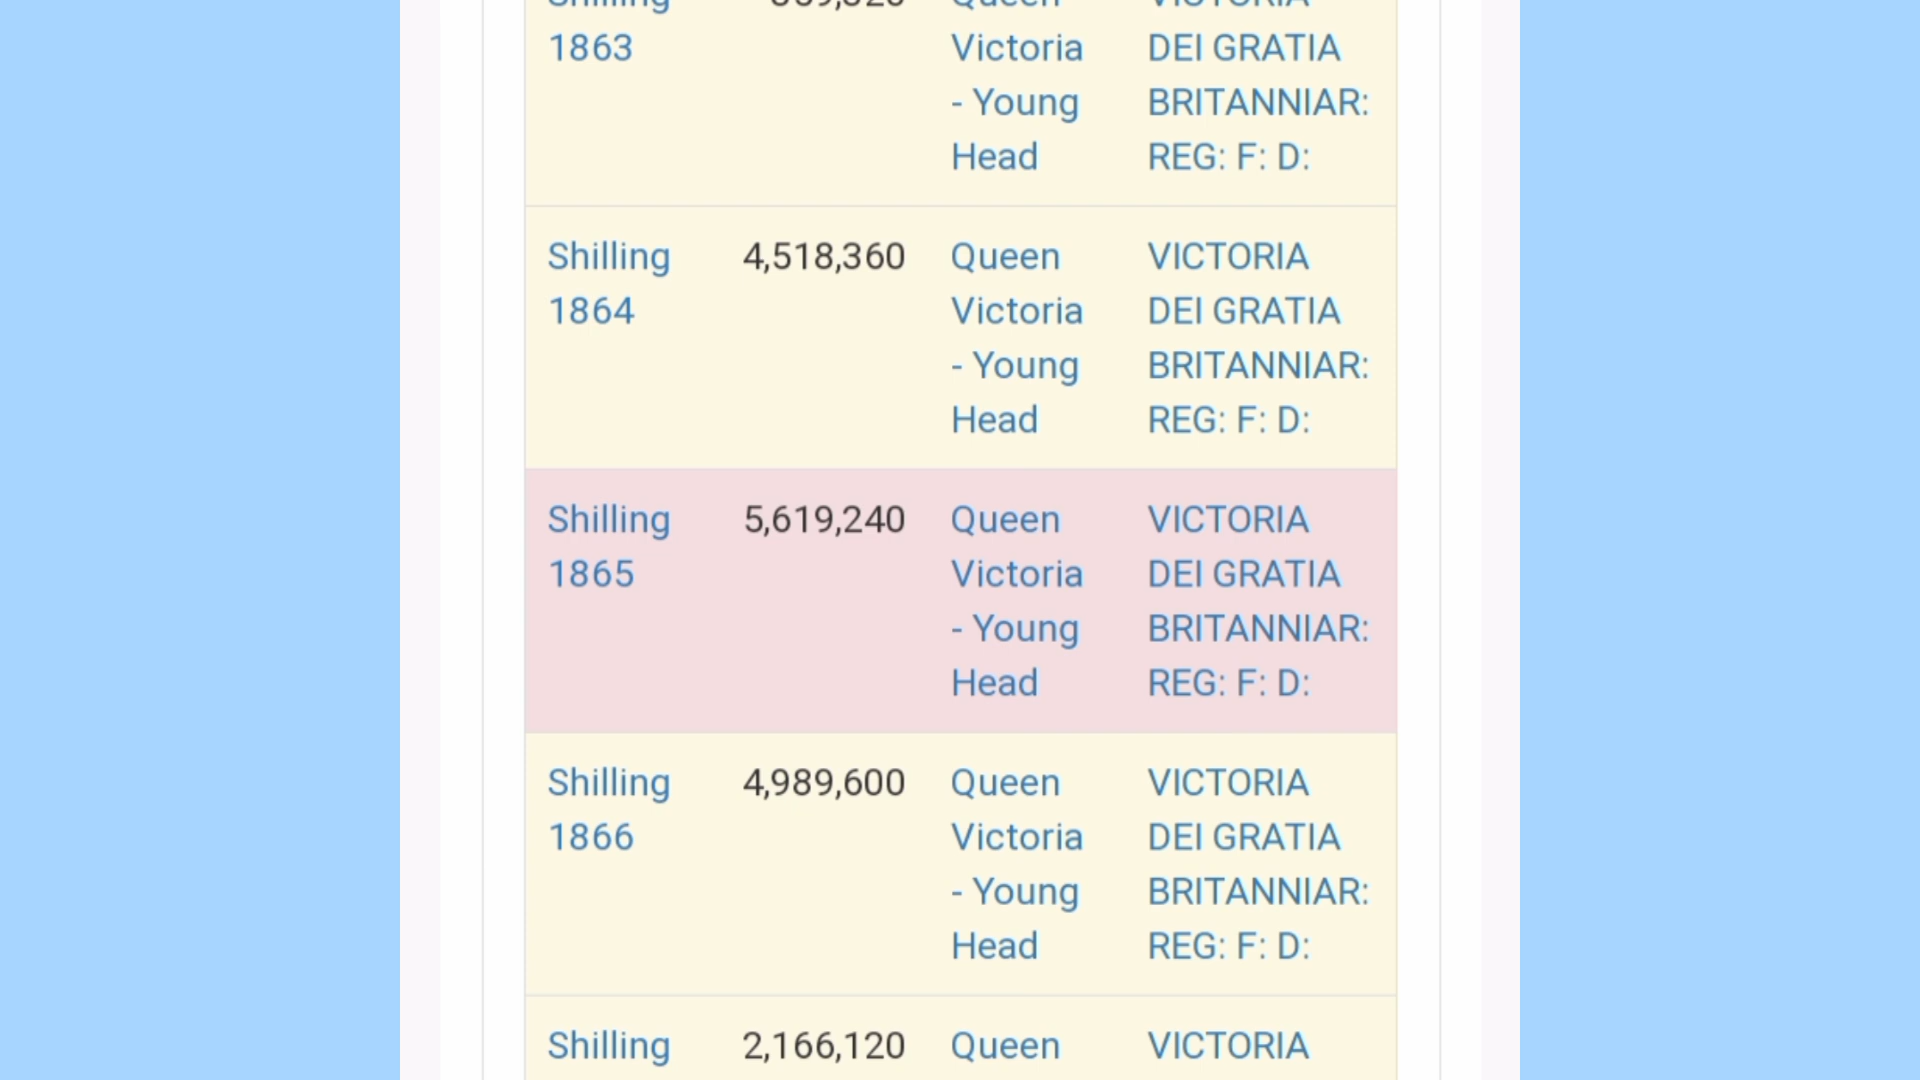 1863
Victoria
DEI GRATIA
- Young
BRITANNIAR:
Head
REG: F: D:
Shilling 4,518,360 Queen VICTORIA
1864 Victoria DEI GRATIA
- Young BRITANNIAR:
Head REG: F: D:
Shilling 5,619,240 Queen VICTORIA
1865 Victoria DEI GRATIA
- Young BRITANNIAR:
Head REG: F: D:
Shilling 4,989,600 Queen VICTORIA
1866 Victoria DEI GRATIA
- Young BRITANNIAR:
Head REG: F: D:
Shilling 2,166,120 Queen VICTORIA